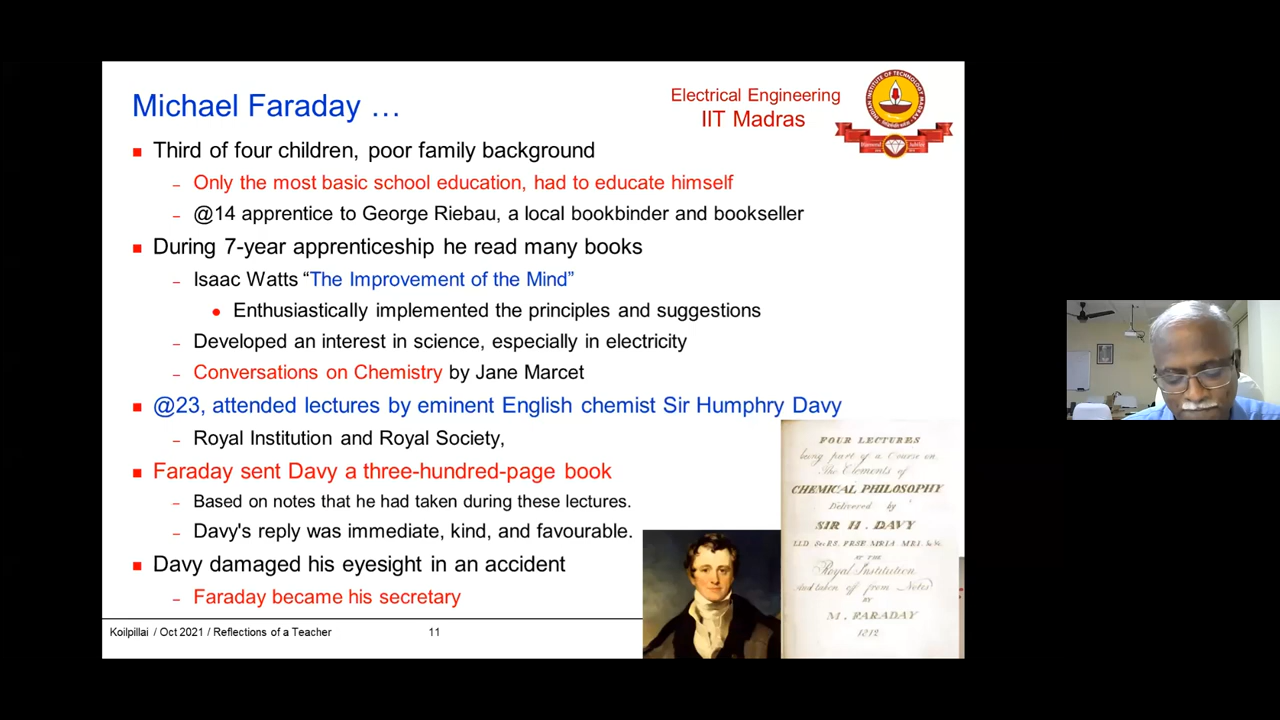 Michael Faraday …
Electrical Engineering
IIT Madras
INDIAN INSTITUTE OF TECHNOLOGY MADRAS
Diamond Jubilee
Third of four children, poor family background
– Only the most basic school education, had to educate himself
– @14 apprentice to George Riebau, a local bookbinder and bookseller
During 7-year apprenticeship he read many books
– Isaac Watts “The Improvement of the Mind”
Enthusiastically implemented the principles and suggestions
– Developed an interest in science, especially in electricity
– Conversations on Chemistry by Jane Marcet
@23, attended lectures by eminent English chemist Sir Humphry Davy
– Royal Institution and Royal Society,
Faraday sent Davy a three-hundred-page book
– Based on notes that he had taken during these lectures.
– Davy's reply was immediate, kind, and favourable.
Davy damaged his eyesight in an accident
– Faraday became his secretary
FOUR LECTURES
being part of a Course on
The Elements of
CHEMICAL PHILOSOPHY
Delivered by
SIR H. DAVY
LLD. SecRS. FRSE. MRIA. MRI. &c.
AT THE
Royal Institution
And taken off from Notes
BY
M. FARADAY
1812
Koilpillai / Oct 2021 / Reflections of a Teacher
11